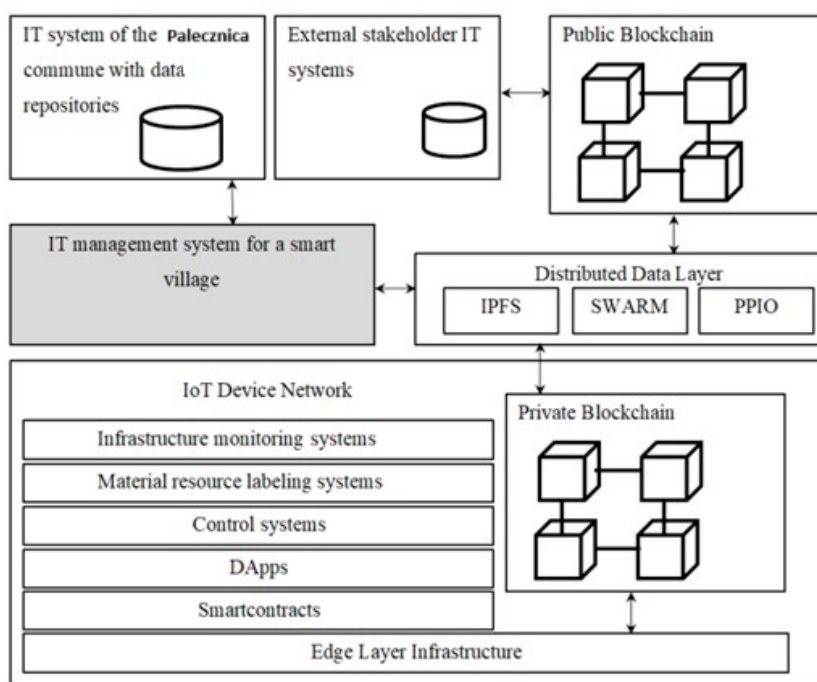 IT system of the Palecznica
commune with data
repositories
External stakeholder IT
systems
Public Blockchain
IT management system for a smart
village
Distributed Data Layer
IPFS
SWARM
PPIO
IoT Device Network
Private Blockchain
Infrastructure monitoring systems
Material resource labeling systems
Control systems
DApps
Smartcontracts
Edge Layer Infrastructure